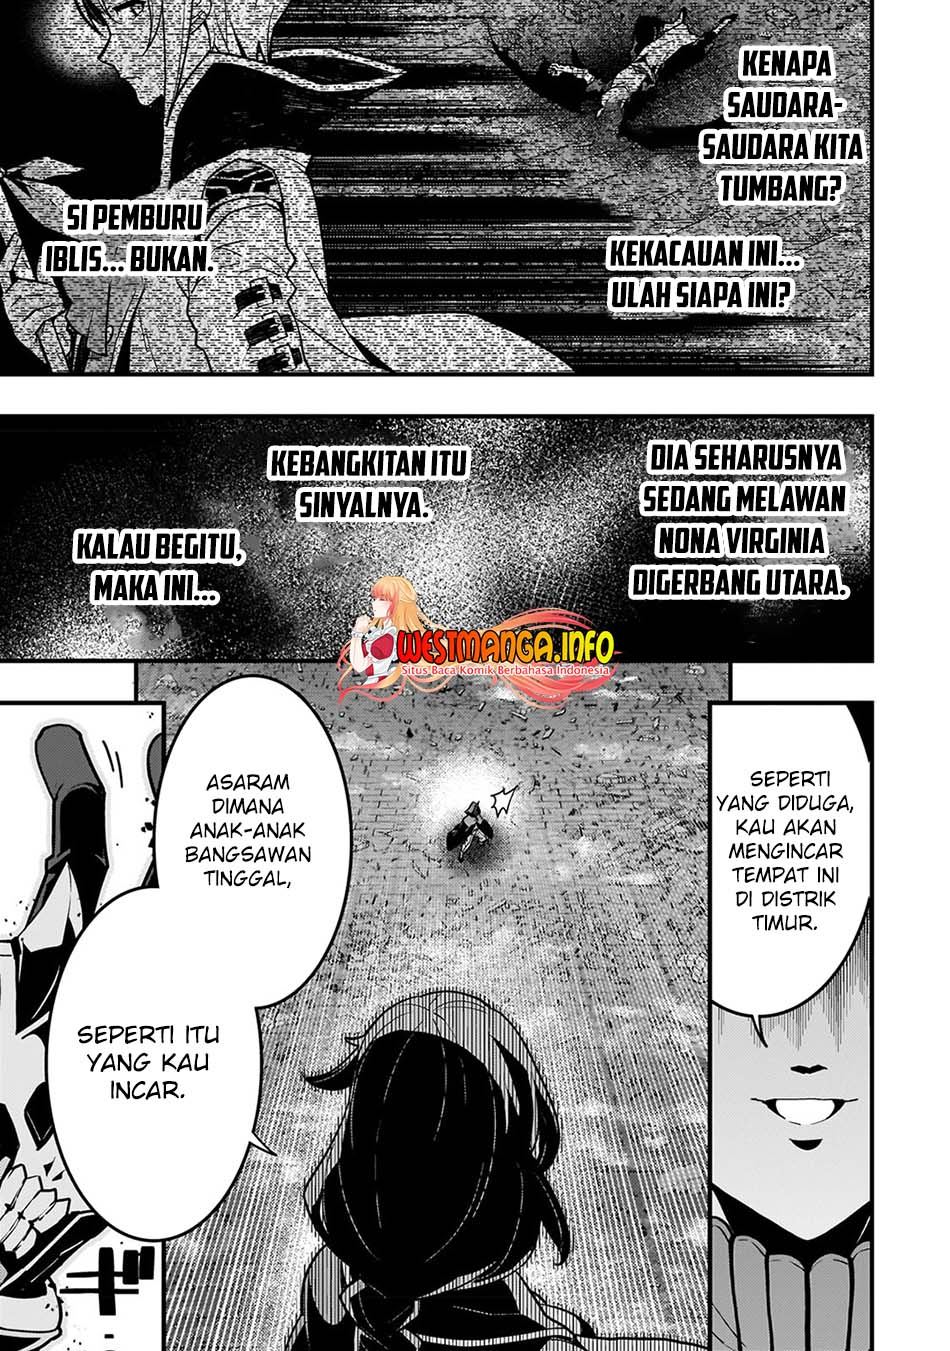 KENAPA
SAUDARA-
SAUDARA KITA
TUMBANG?
KEKACAUAN INI...
ULAH SIAPA INI?
SI PEMBURU
IBLIS... BUKAN.
DIA SEHARUSNYA
SEDANG MELAWAN
NONA VIRGINIA
DIGERBANG UTARA.
KEBANGKITAN ITU
SINYALNYA.
KALAU BEGITU,
MAKA INI...
WESTMANGA.INFO
Situs Baca Komik Berbahasa Indonesia
SEPERTI
YANG DIDUGA,
KAU AKAN
MENGINCAR
TEMPAT INI
DI DISTRIK
TIMUR.
ASARAM
DIMANA
ANAK-ANAK
BANGSAWAN
TINGGAL,
SEPERTI ITU
YANG KAU
INCAR.